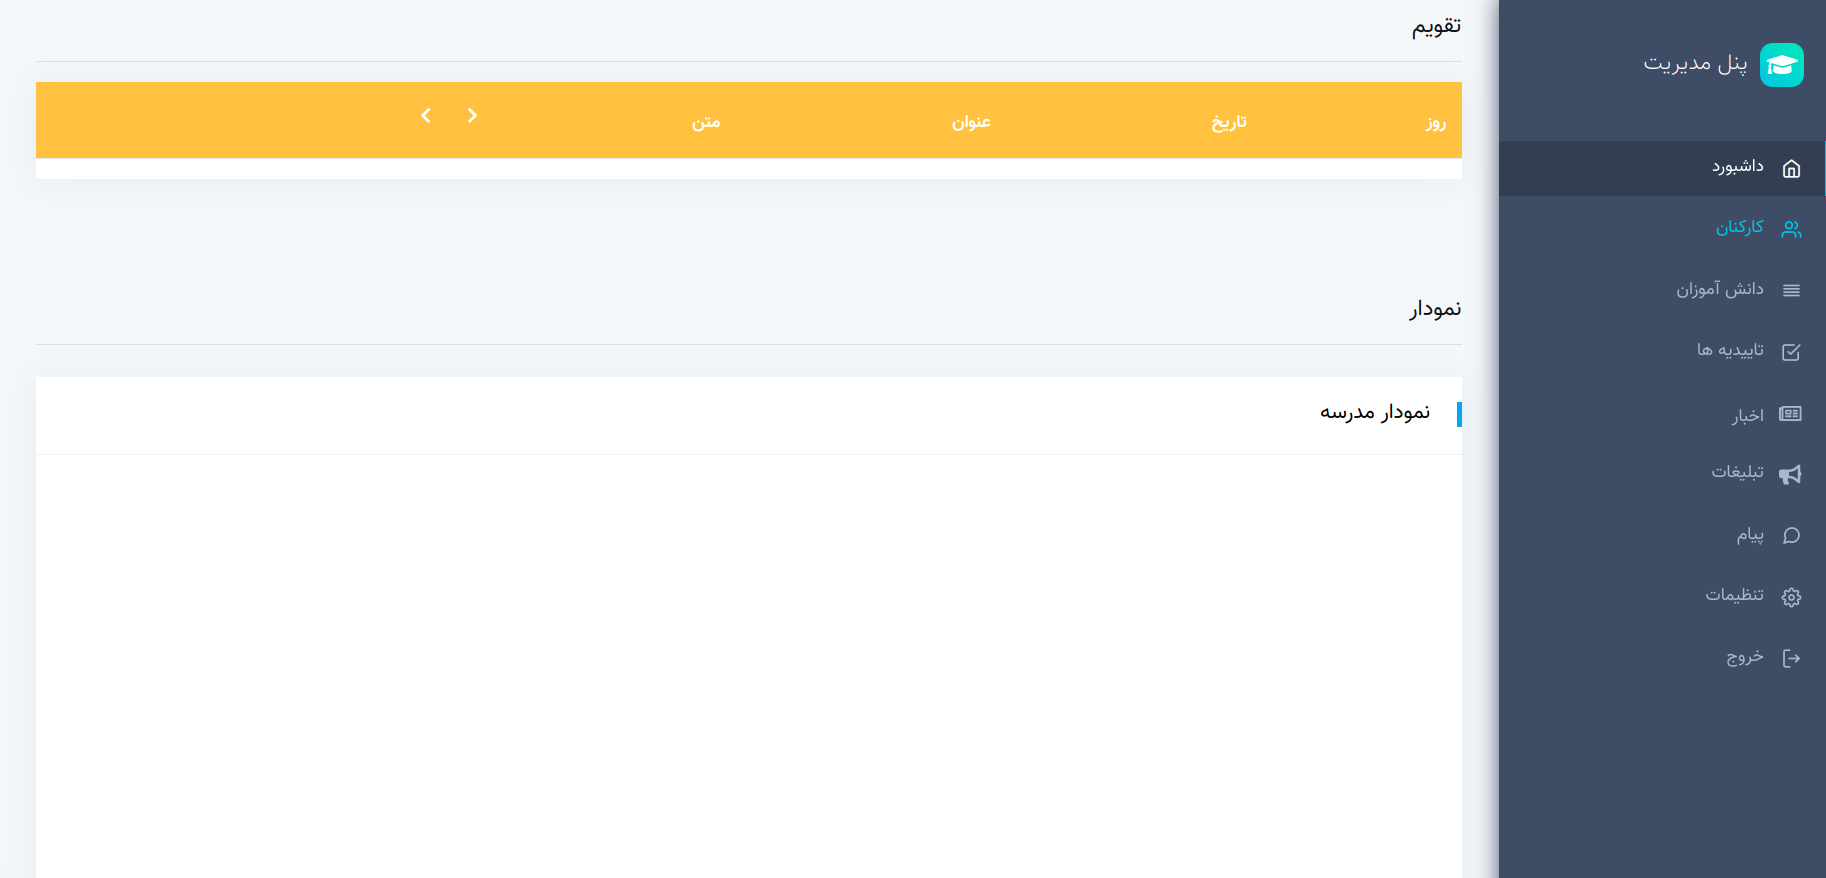 پنل مدیریت
داشبورد
کارکنان
دانش آموزان
تاییدیه ها
اخبار
تبلیغات
پیام
تنظیمات
خروج
تقویم
روز تاریخ عنوان متن
نمودار
نمودار مدرسه